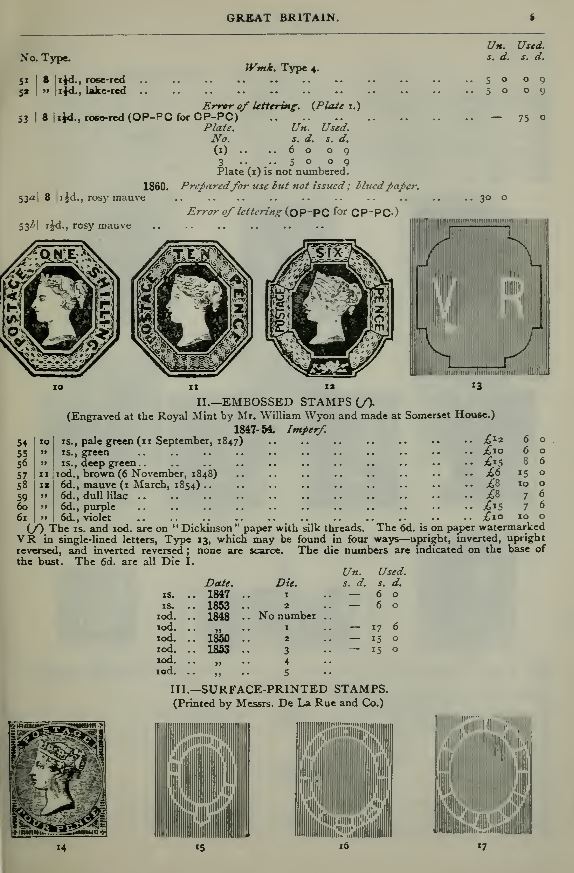 GREAT BRITAIN. 5
Un. Used.
No. Type. s. d. s. d.
Wmk. Type 4.
51 | 8 | 1½d., rose-red .. .. .. .. .. .. .. .. 5 0 0 9
52 | „ | 1½d., lake-red .. .. .. .. .. .. .. .. 5 0 0 9
Error of lettering. (Plate 1.)
53 | 8 | 1½d., rose-red (OP-PC for CP-PC) .. .. .. .. .. — 75 0
Plate. Un. Used.
No. s. d. s. d.
(1) .. .. 6 0 0 9
3 .. .. 5 0 0 9
Plate (1) is not numbered.
1860. Prepared for use but not issued; blued paper.
53a| 8 | 1½d., rosy mauve .. .. .. .. .. .. .. .. 30 0
Error of lettering (OP-PC for CP-PC.)
53b| 1½d., rosy mauve .. .. .. .. .. ..
ONE SHILLING POSTAGE
TEN PENCE POSTAGE
SIX PENCE POSTAGE
V R
10 11 12 13
II.—EMBOSSED STAMPS (f).
(Engraved at the Royal Mint by Mr. William Wyon and made at Somerset House.)
1847-54. Imperf.
54 | 10 | 1s., pale green (11 September, 1847) .. .. .. .. .. .. £12 6 0
55 | „ | 1s., green .. .. .. .. .. .. .. .. £10 6 0
56 | „ | 1s., deep green .. .. .. .. .. .. .. .. £15 8 6
57 | 11 | 10d., brown (6 November, 1848) .. .. .. .. .. .. £6 15 0
58 | 12 | 6d., mauve (1 March, 1854) .. .. .. .. .. .. £8 10 0
59 | „ | 6d., dull lilac .. .. .. .. .. .. .. .. £8 7 6
60 | „ | 6d., purple .. .. .. .. .. .. .. .. £15 7 6
61 | „ | 6d., violet .. .. .. .. .. .. .. .. £10 10 0
(f) The 1s. and 10d. are on "Dickinson" paper with silk threads. The 6d. is on paper watermarked
VR in single-lined letters, Type 13, which may be found in four ways—upright, inverted, upright
reversed, and inverted reversed; none are scarce. The die numbers are indicated on the base of
the bust. The 6d. are all Die I.
Un. Used.
Date. Die. s. d. s. d.
1s. .. 1847 .. 1 .. — 6 0
1s. .. 1853 .. 2 .. — 6 0
10d. .. 1848 .. No number ..
10d. .. „ .. 1 .. — 17 6
10d. .. 1850 .. 2 .. — 15 0
10d. .. 1853 .. 3 .. — 15 0
10d. .. „ .. 4 ..
10d. .. „ .. 5 ..
III.—SURFACE-PRINTED STAMPS.
(Printed by Messrs. De La Rue and Co.)
POSTAGE
FOUR PENCE
14 15 16 17